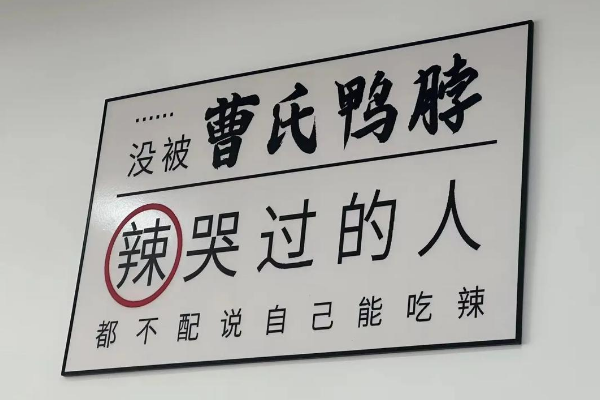 ……
没被曹氏鸭脖
辣哭过的人
都不配说自己能吃辣